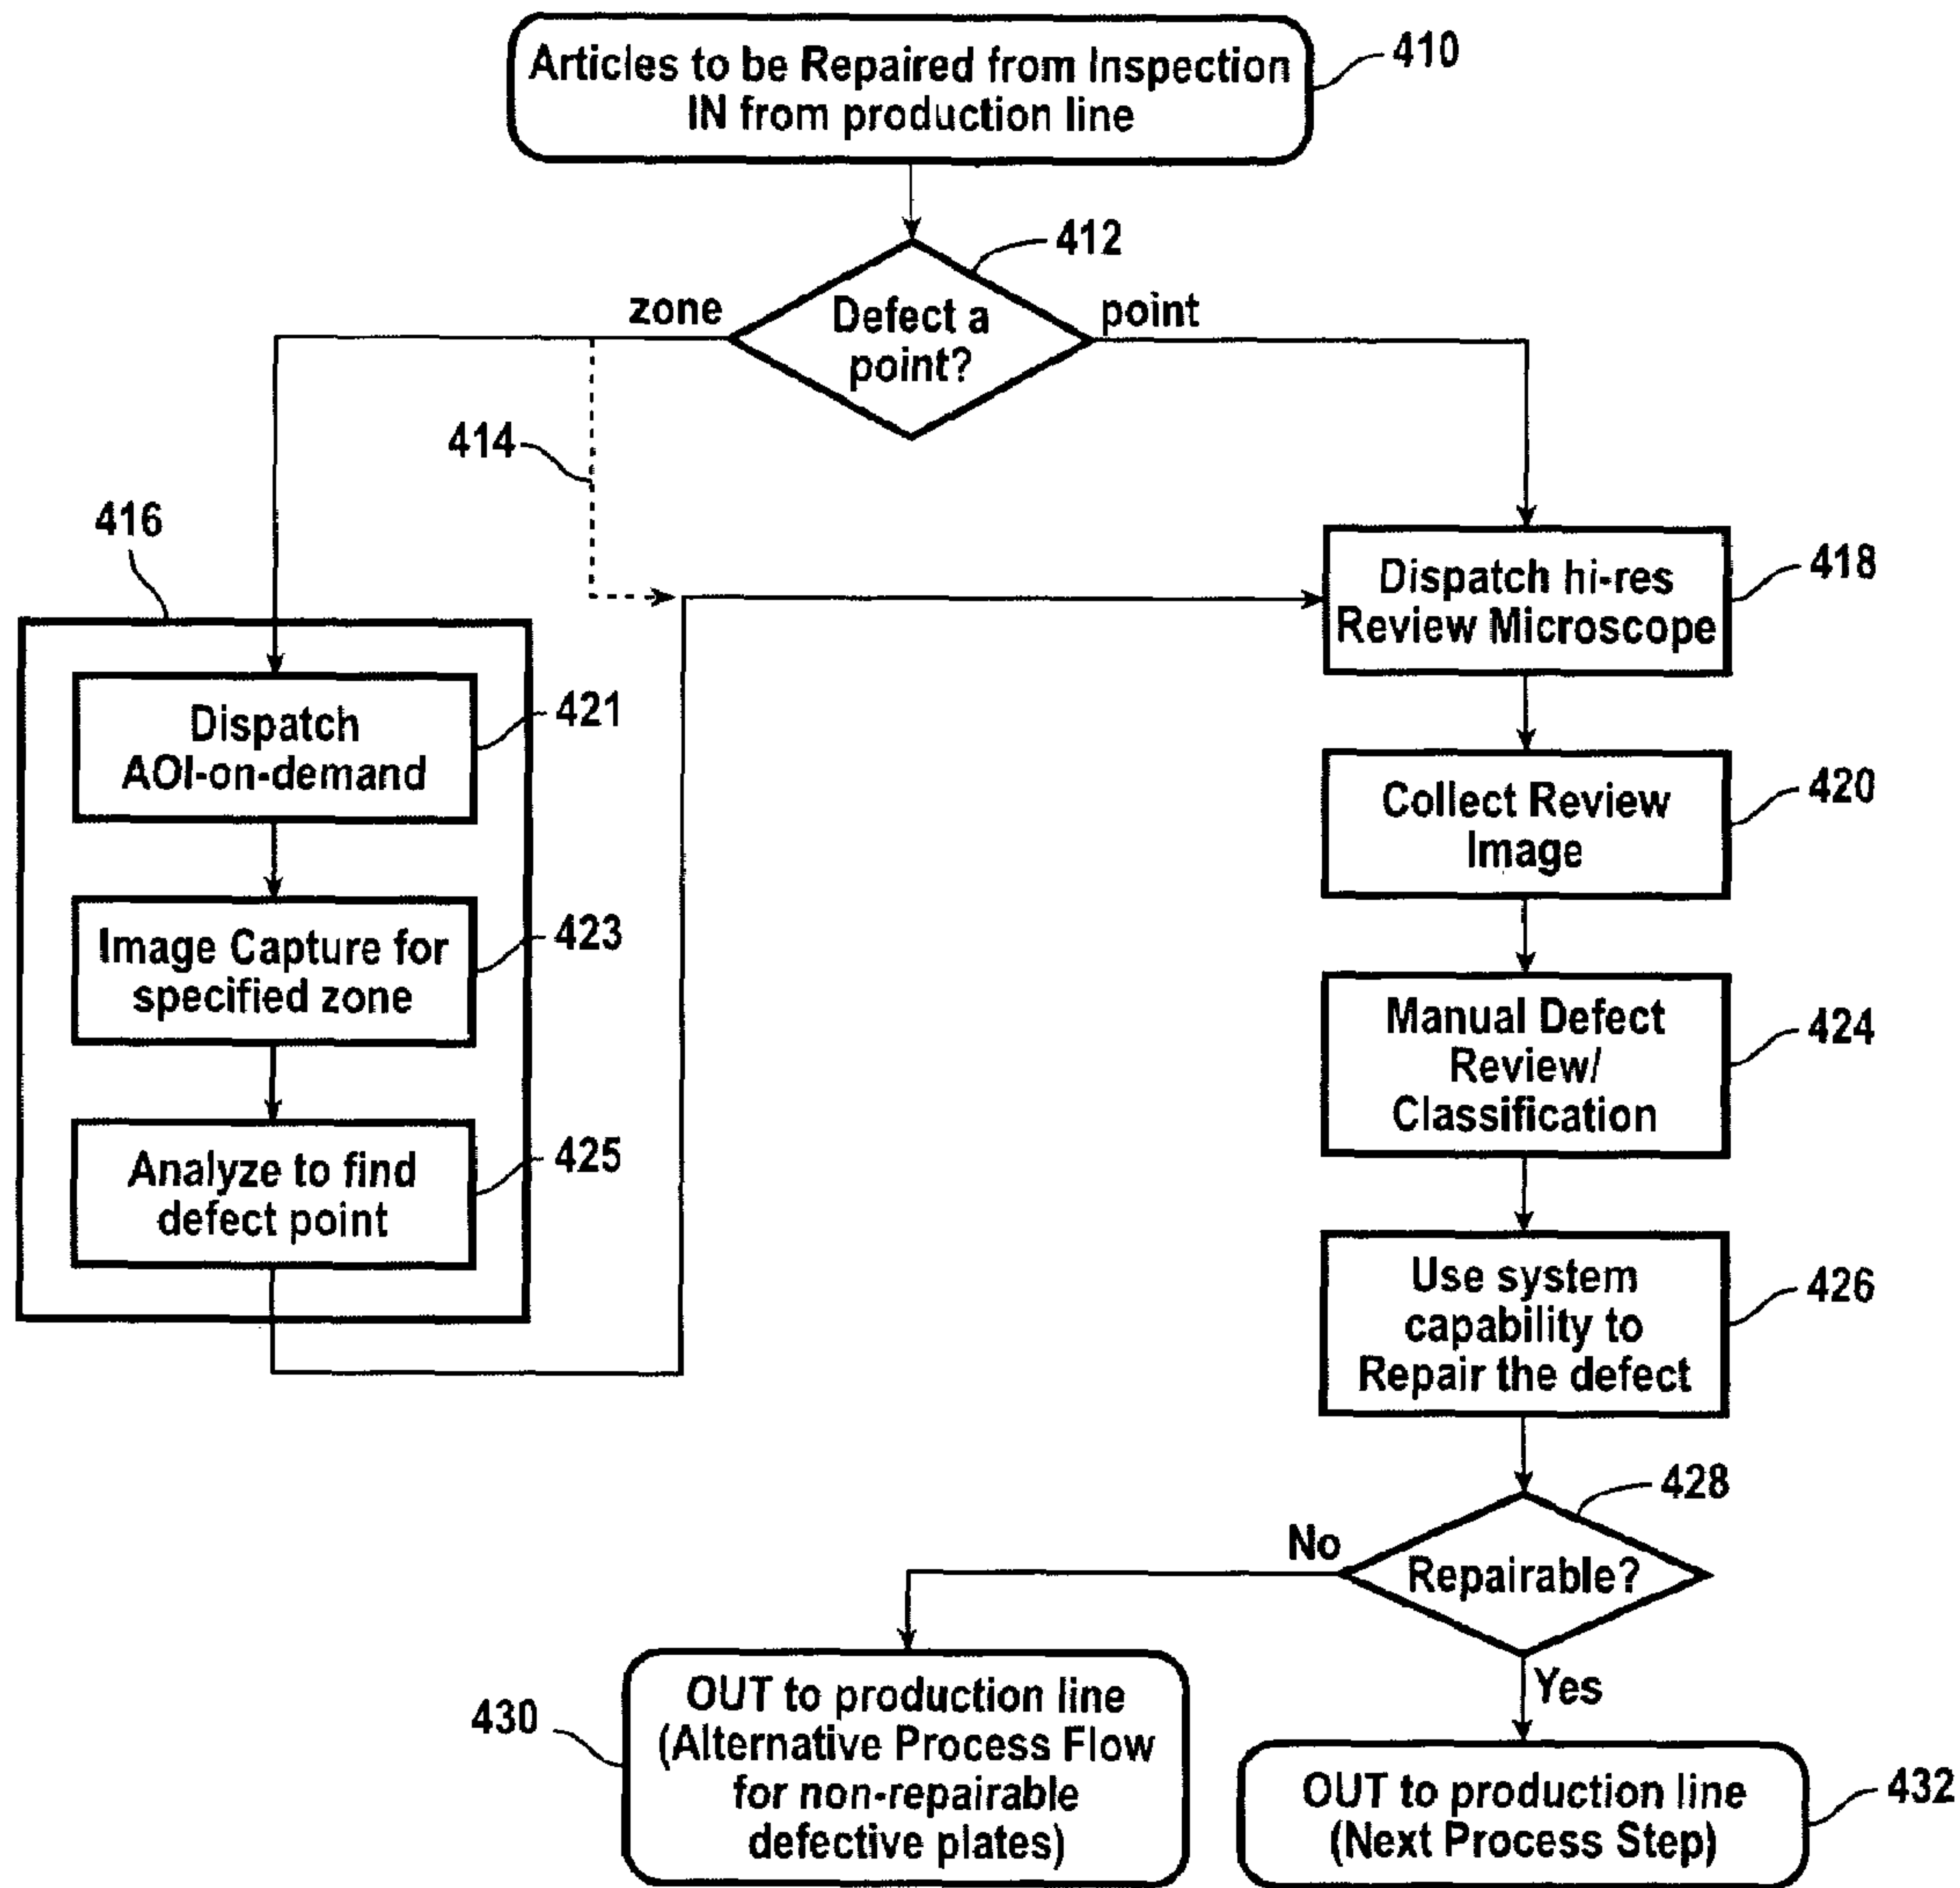 Articles to be Repaired from Inspection
IN from production line
410
412
Defect a
point?
zone
point
414
416
418
Dispatch hi-res
Review Microscope
421
Dispatch
AOI-on-demand
420
Collect Review
Image
423
Image Capture for
specified zone
424
Manual Defect
Review/
Classification
425
Analyze to find
defect point
426
Use system
capability to
Repair the defect
428
Repairable?
No
Yes
430
OUT to production line
(Alternative Process Flow
for non-repairable
defective plates)
432
OUT to production line
(Next Process Step)